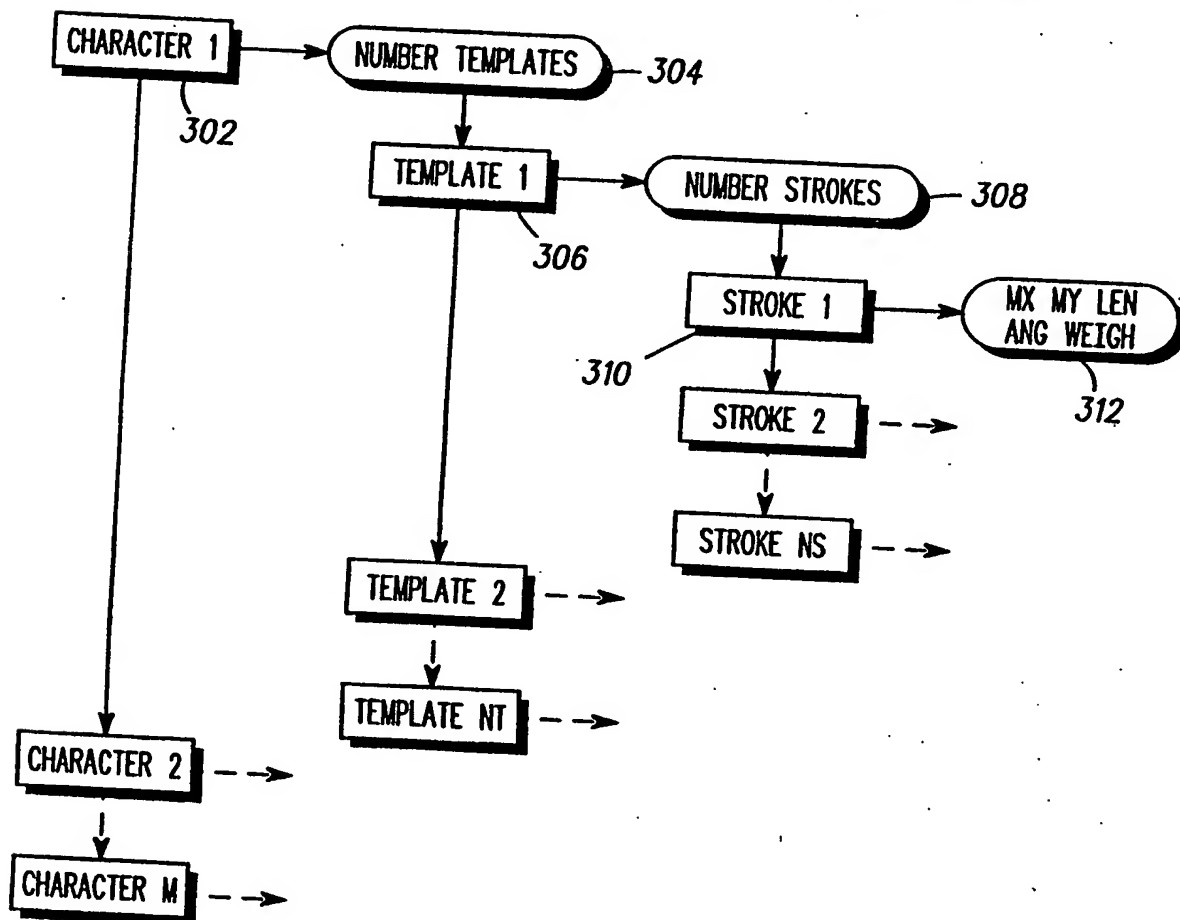 CHARACTER 1
NUMBER TEMPLATES
304
302
TEMPLATE 1
NUMBER STROKES
308
306
STROKE 1
MX MY LEN
ANG WEIGH
310
312
STROKE 2
STROKE NS
TEMPLATE 2
TEMPLATE NT
CHARACTER 2
CHARACTER M